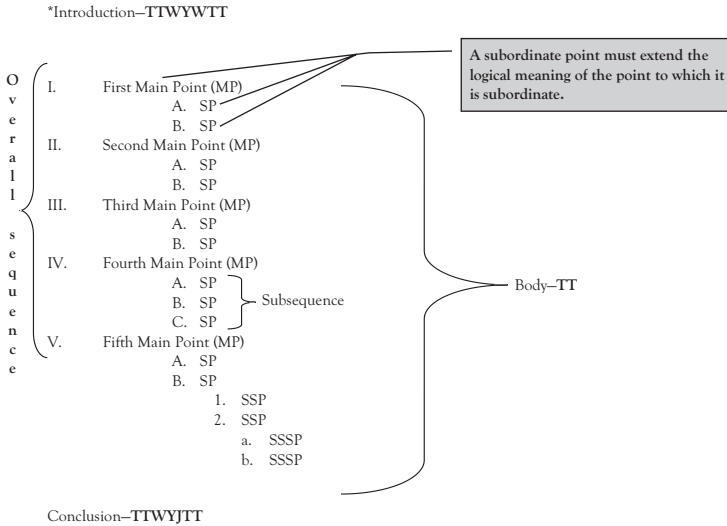 *Introduction—TTWYWTT
A subordinate point must extend the
logical meaning of the point to which it
is subordinate.
Overall sequence
I. First Main Point (MP)
A. SP
B. SP
II. Second Main Point (MP)
A. SP
B. SP
III. Third Main Point (MP)
A. SP
B. SP
IV. Fourth Main Point (MP)
A. SP
B. SP
C. SP
Subsequence
Body—TT
V. Fifth Main Point (MP)
A. SP
B. SP
1. SSP
2. SSP
a. SSSP
b. SSSP
Conclusion—TTWYJTT